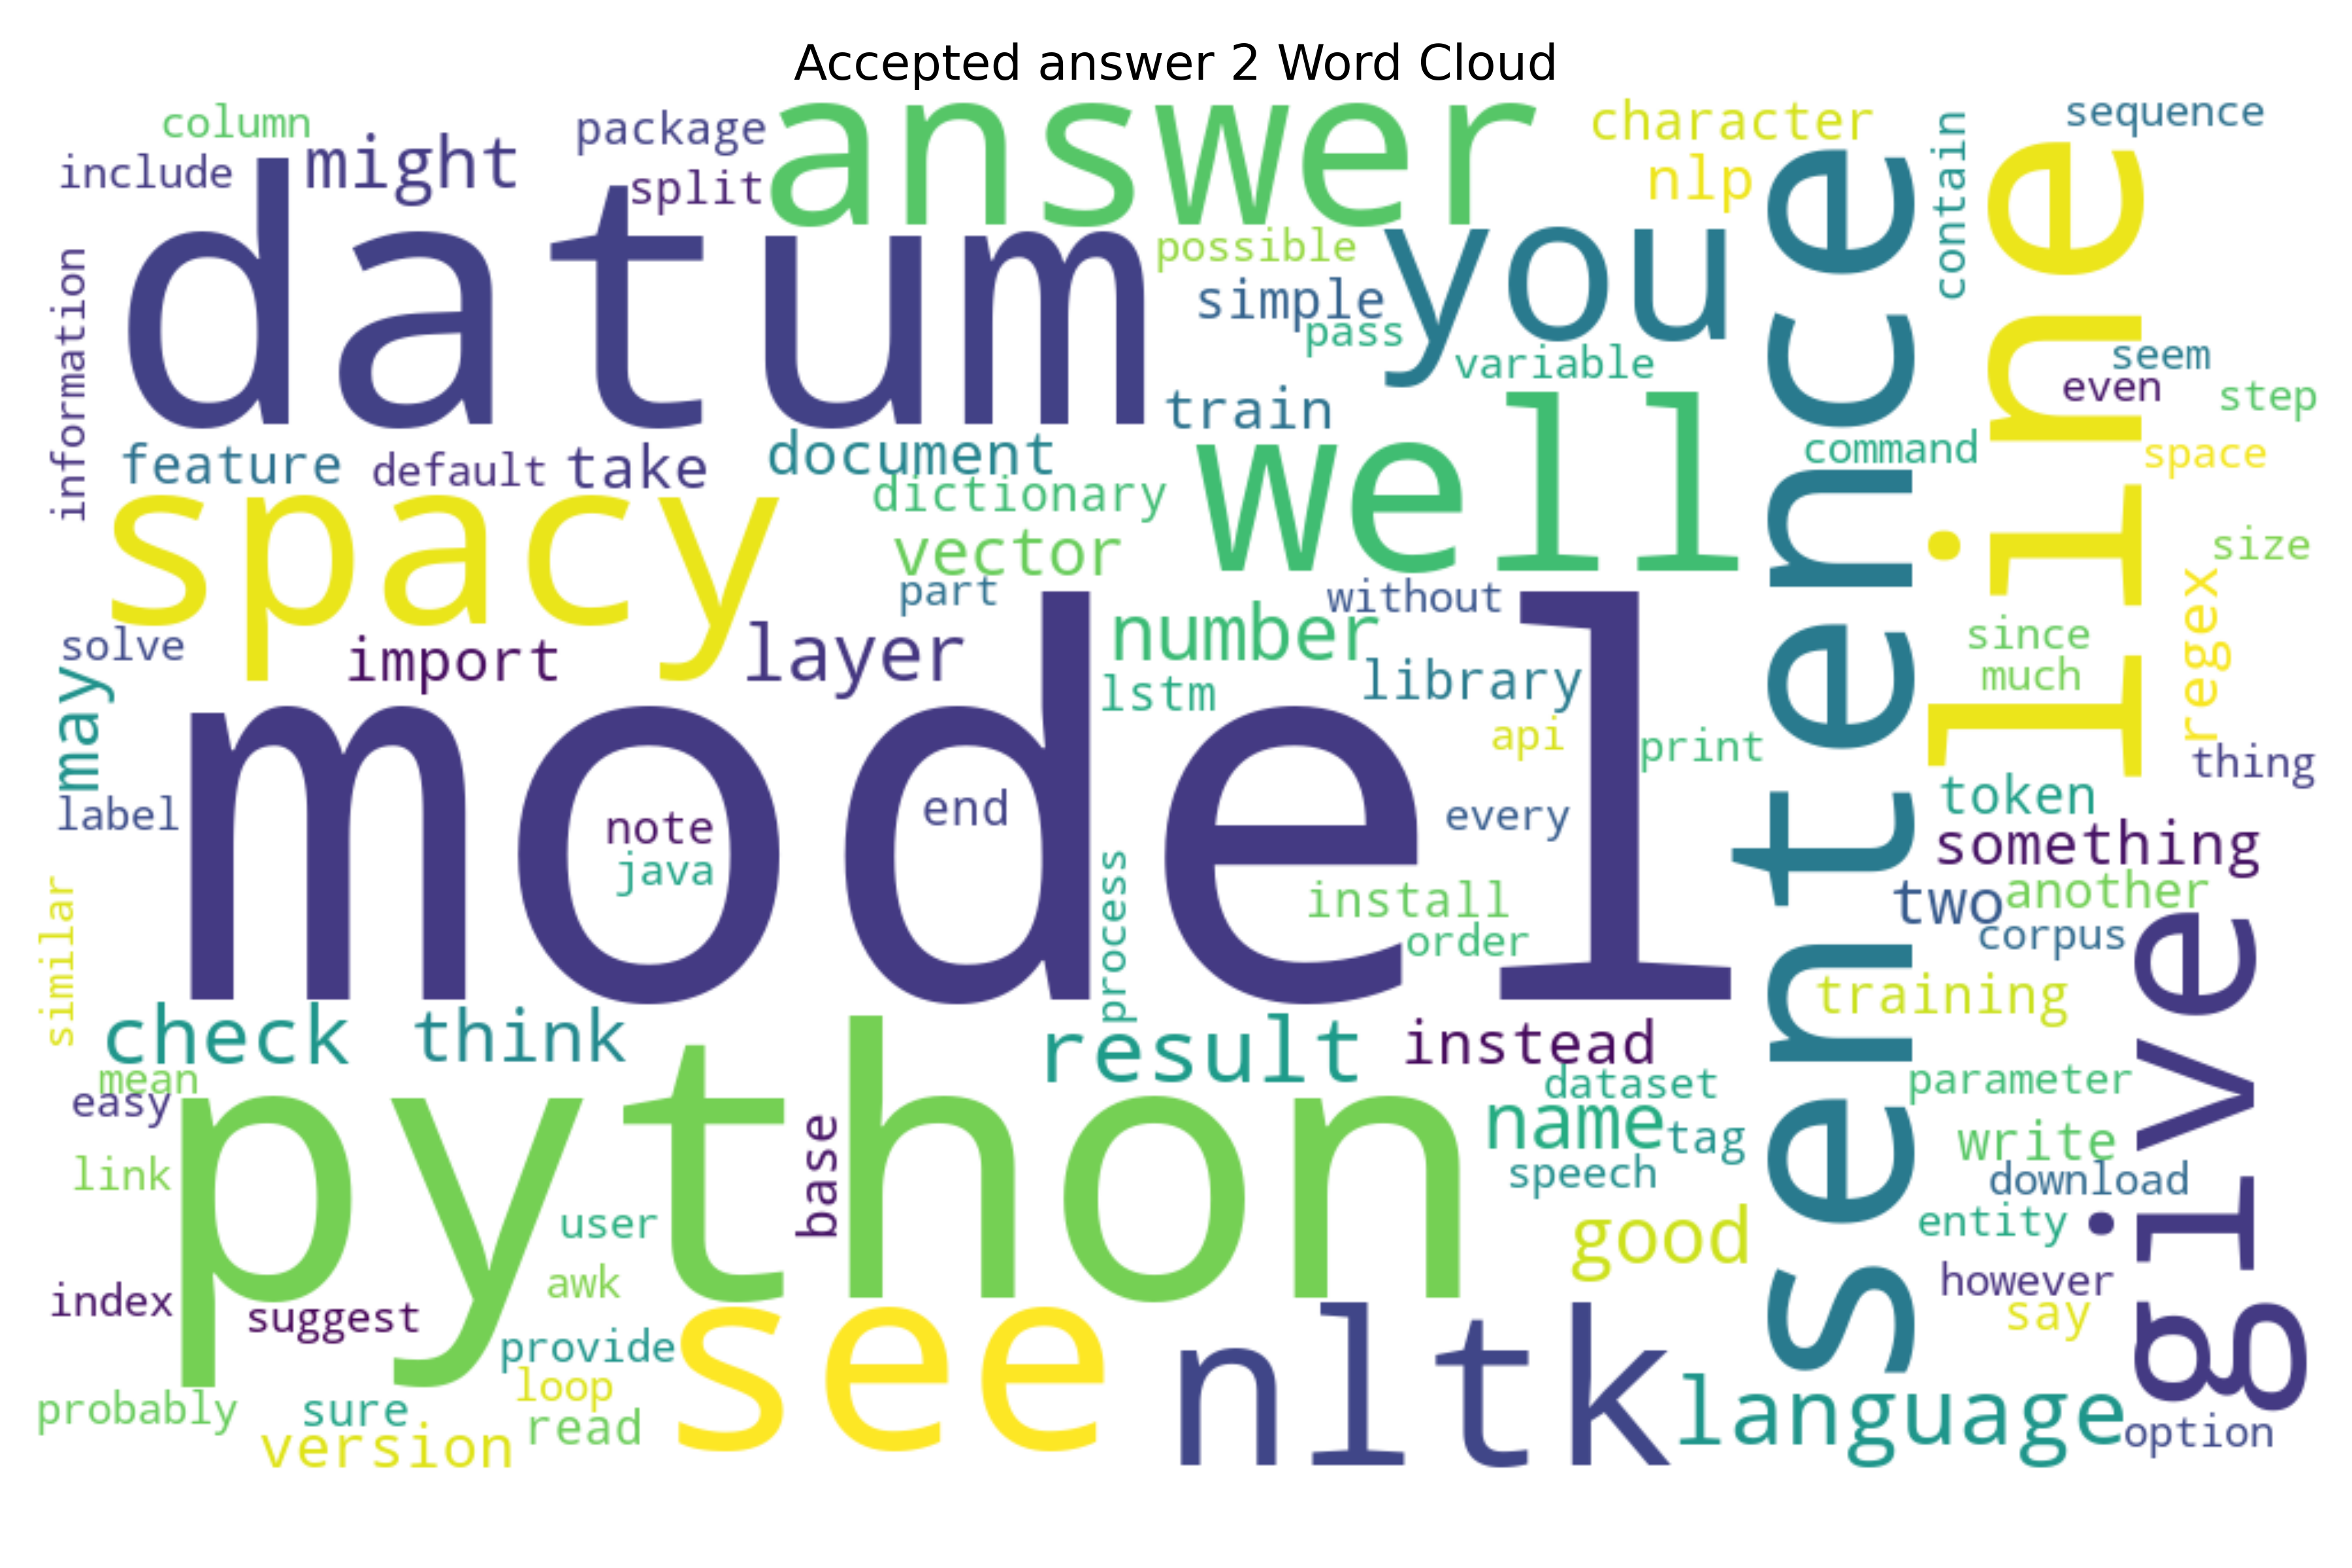 Accepted answer 2 Word Cloud
column
include
might
package
split
answer
character
nlp
contain
sequence
datum
possible
simple
pass
you
variable
sentence
line
seem
even
step
information
feature
default
take
document
train
well
command
space
dictionary
vector
spacy
part
size
regex
solve
import
layer
number
without
library
lstm
since
much
may
model
api
print
thing
label
note
java
end
every
token
something
similar
process
install
order
two
another
corpus
training
check
think
result
instead
mean
easy
python
base
dataset
name
tag
speech
parameter
write
download
given
link
user
good
entity
index
suggest
awk
provide
loop
see
nltk
however
say
probably
sure
version
read
language
option